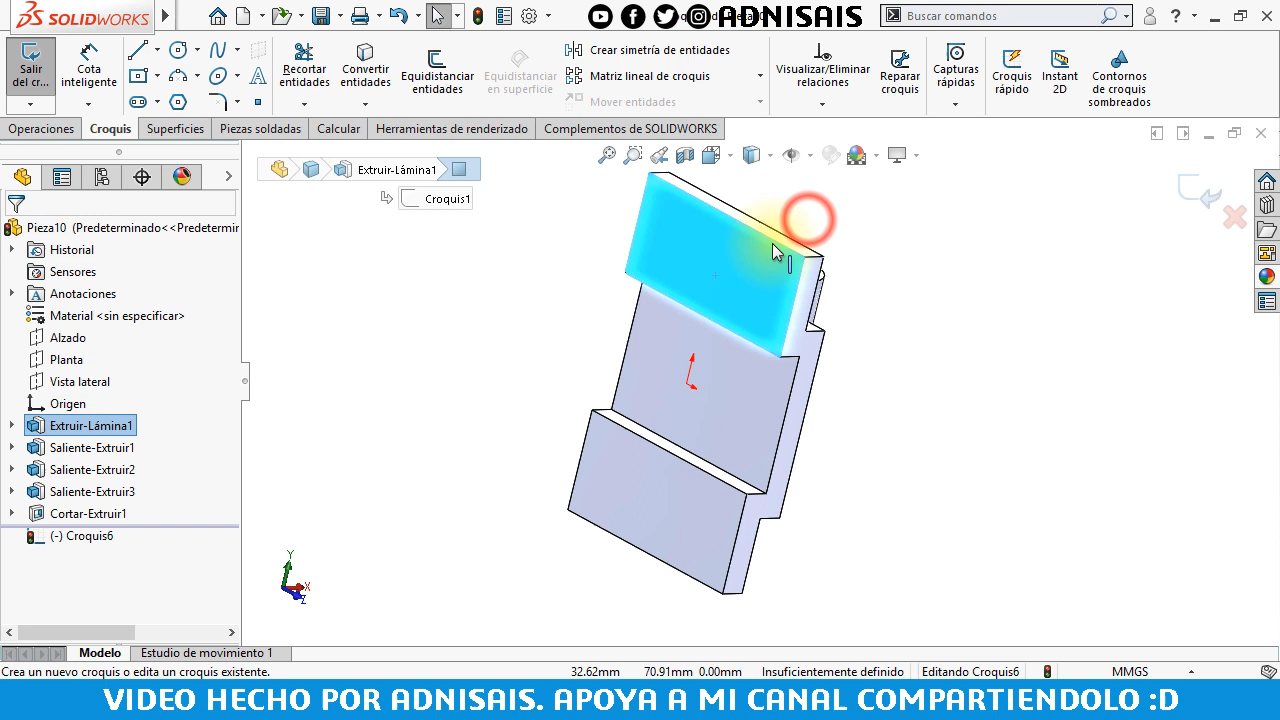 SOLIDWORKS
ADNISAIS
Buscar comandos
Salir del cr...
Cota inteligente
Recortar entidades
Convertir entidades
Equidistanciar entidades
Equidistanciar en superficie
Crear simetría de entidades
Matriz lineal de croquis
Mover entidades
Visualizar/Eliminar relaciones
Reparar croquis
Capturas rápidas
Croquis rápido
Instant 2D
Contornos de croquis sombreados
Operaciones
Croquis
Superficies
Piezas soldadas
Calcular
Herramientas de renderizado
Complementos de SOLIDWORKS
Extruir-Lámina1
Croquis1
Pieza10 (Predeterminado<<Predetermir
Historial
Sensores
Anotaciones
Material <sin especificar>
Alzado
Planta
Vista lateral
Origen
Extruir-Lámina1
Saliente-Extruir1
Saliente-Extruir2
Saliente-Extruir3
Cortar-Extruir1
(-) Croquis6
Y
X
Z
Modelo
Estudio de movimiento 1
Crea un nuevo croquis o edita un croquis existente.
32.62mm
70.91mm
0.00mm
Insuficientemente definido
Editando Croquis6
MMGS
VIDEO HECHO POR ADNISAIS. APOYA A MI CANAL COMPARTIENDOLO :D